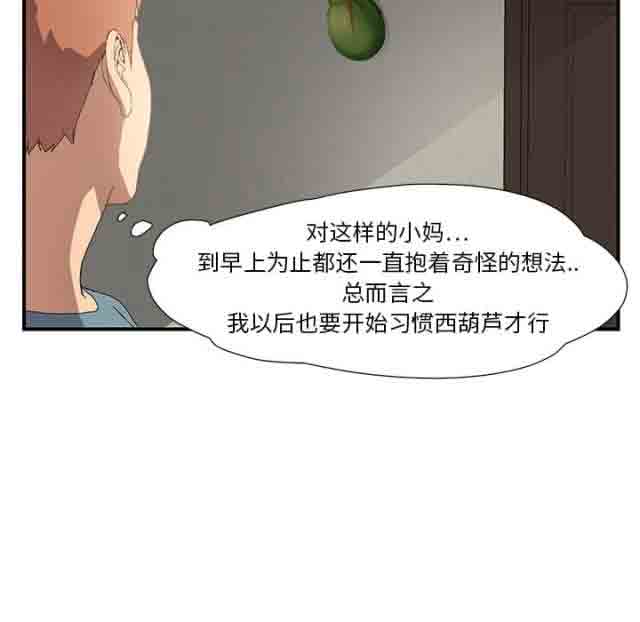 对这样的小妈...
到早上为止都还一直抱着奇怪的想法..
总而言之
我以后也要开始习惯西葫芦才行